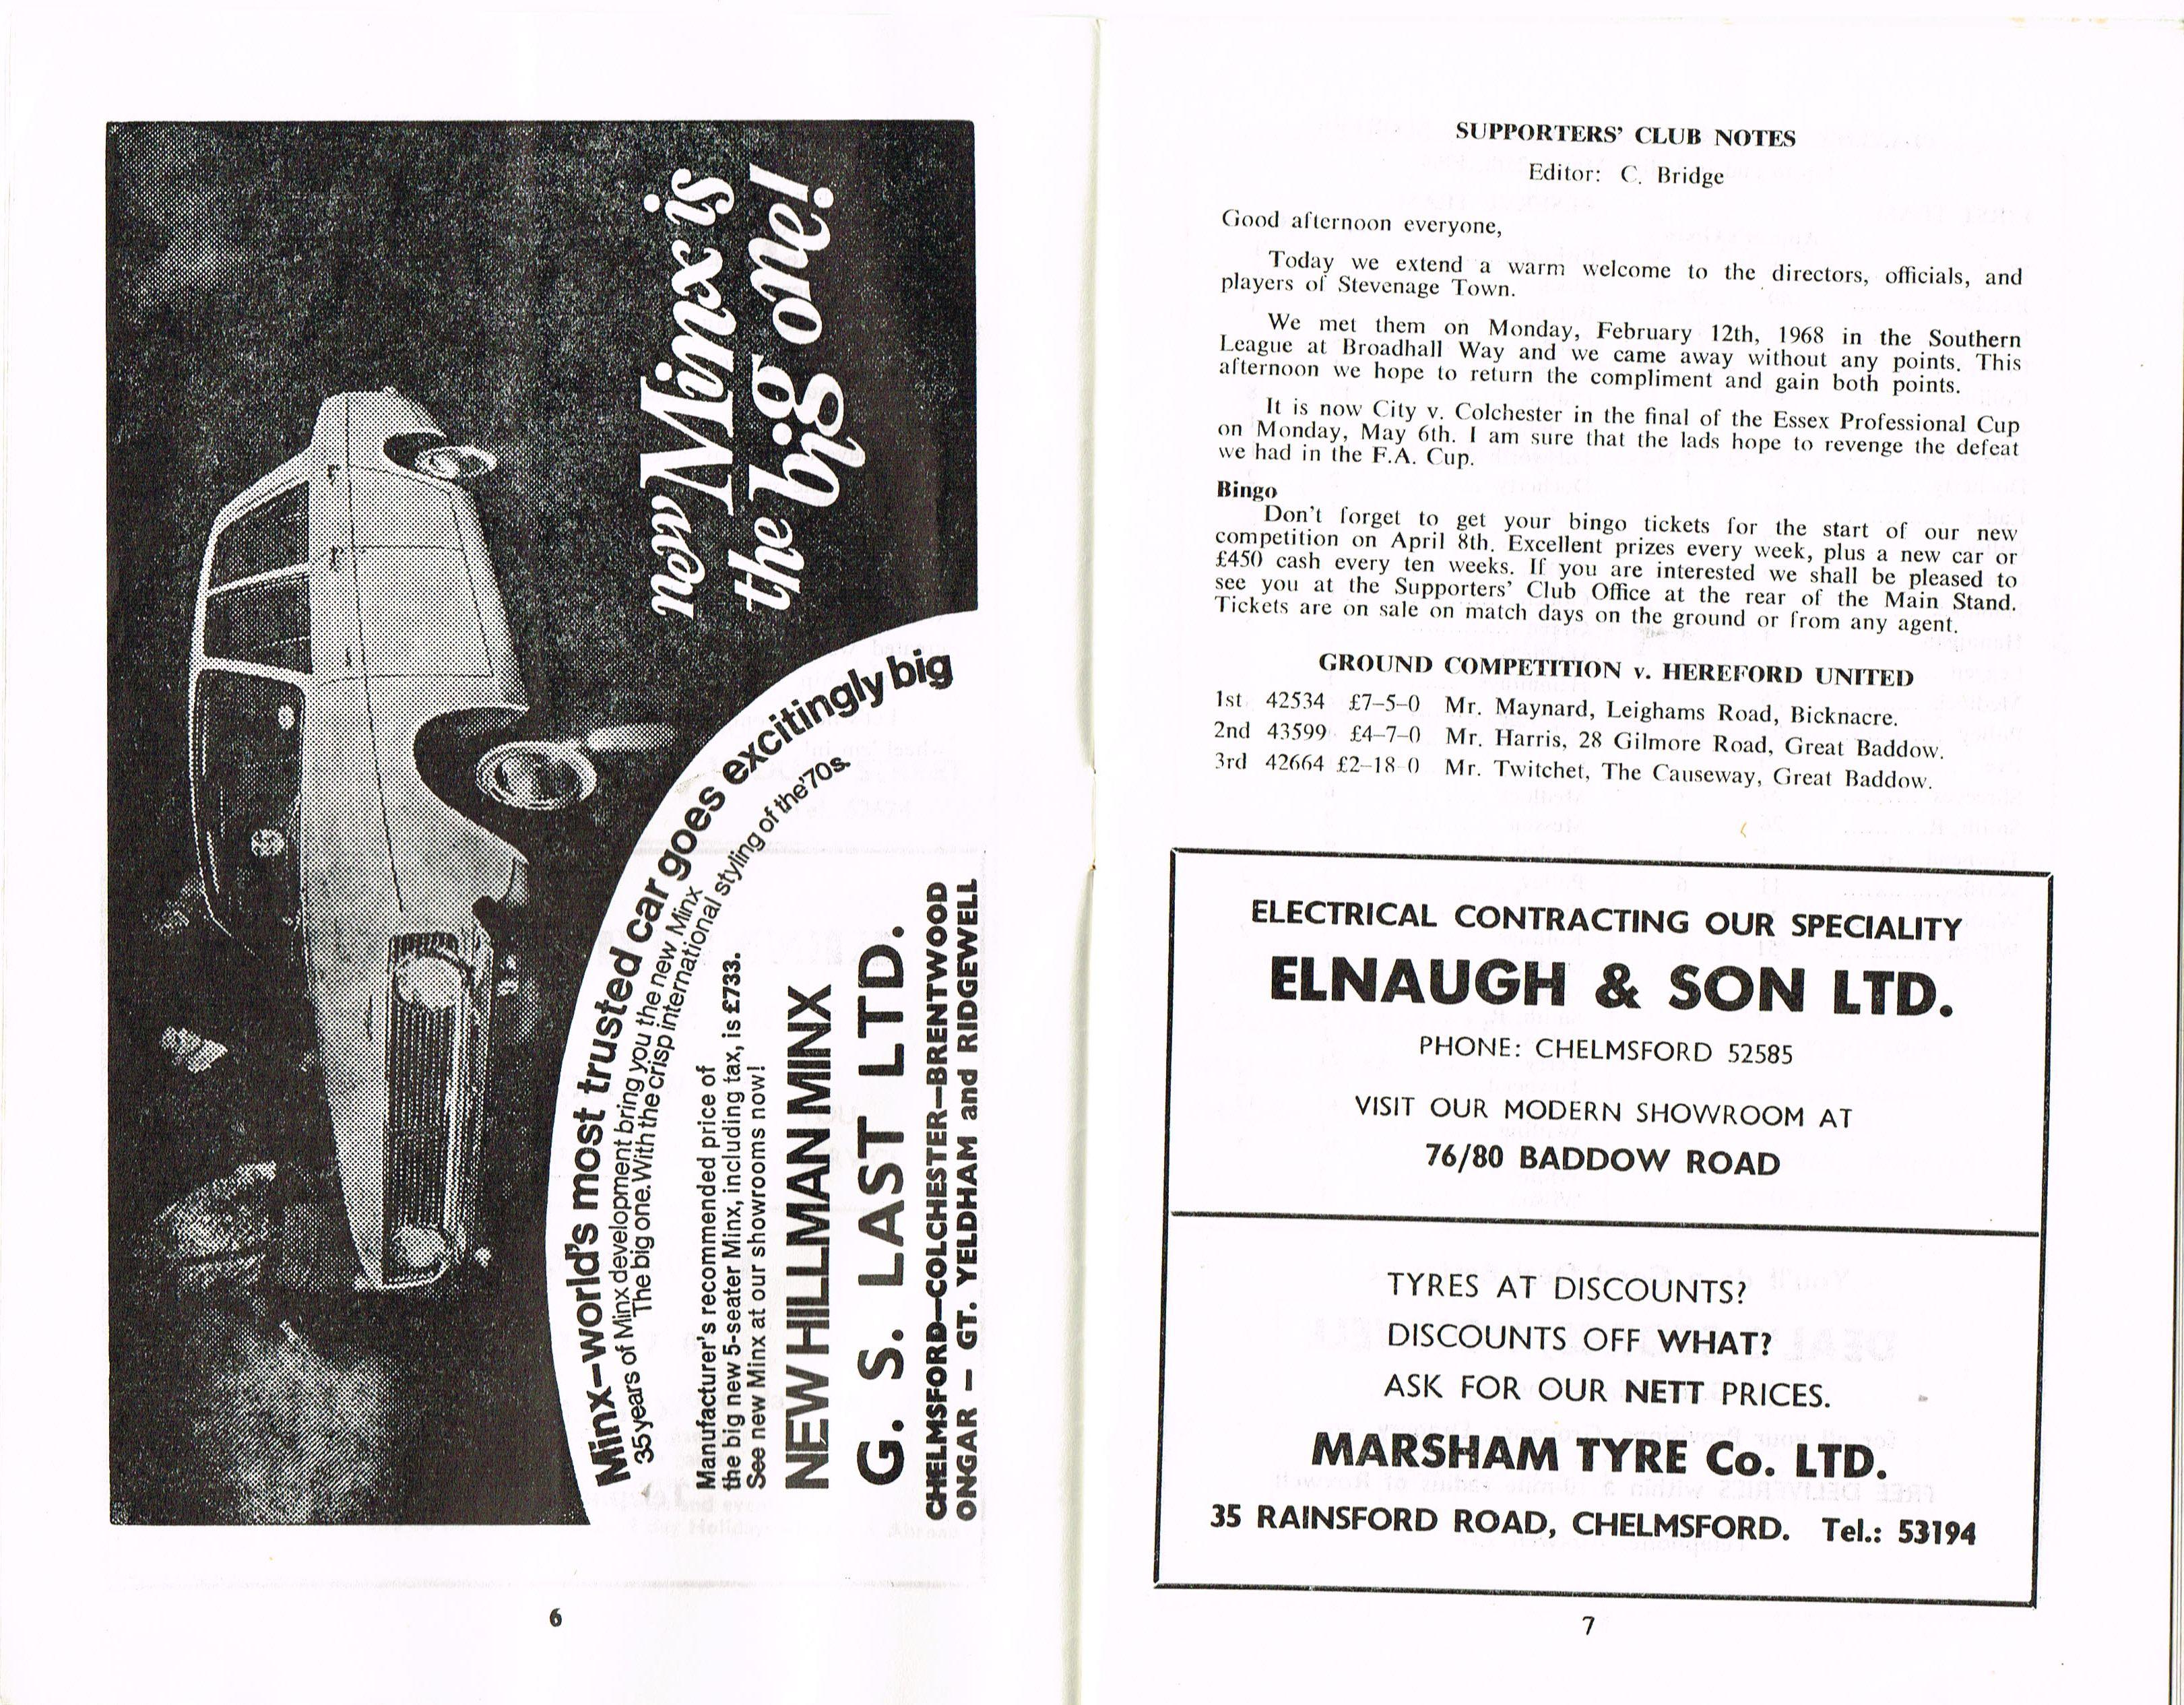 new Minx is
the big one!
Minx–world's most trusted car goes excitingly big
35 years of Minx development bring you the new Minx
The big one. With the crisp international styling of the '70s.
Manufacturer's recommended price of
the big new 5-seater Minx, including tax, is £733.
See new Minx at our showrooms now!
NEW HILLMAN MINX
G. S. LAST LTD.
CHELMSFORD—COLCHESTER—BRENTWOOD
ONGAR — GT. YELDHAM and RIDGEWELL
6
SUPPORTERS' CLUB NOTES
Editor: C. Bridge
Good afternoon everyone,
Today we extend a warm welcome to the directors, officials, and
players of Stevenage Town.
We met them on Monday, February 12th, 1968 in the Southern
League at Broadhall Way and we came away without any points. This
afternoon we hope to return the compliment and gain both points.
It is now City v. Colchester in the final of the Essex Professional Cup
on Monday, May 6th. I am sure that the lads hope to revenge the defeat
we had in the F.A. Cup.
Bingo
Don't forget to get your bingo tickets for the start of our new
competition on April 8th. Excellent prizes every week, plus a new car or
£450 cash every ten weeks. If you are interested we shall be pleased to
see you at the Supporters' Club Office at the rear of the Main Stand.
Tickets are on sale on match days on the ground or from any agent.
GROUND COMPETITION v. HEREFORD UNITED
1st 42534 £7–5–0 Mr. Maynard, Leighams Road, Bicknacre.
2nd 43599 £4–7–0 Mr. Harris, 28 Gilmore Road, Great Baddow.
3rd 42664 £2–18–0 Mr. Twitchet, The Causeway, Great Baddow.
ELECTRICAL CONTRACTING OUR SPECIALITY
ELNAUGH & SON LTD.
PHONE: CHELMSFORD 52585
VISIT OUR MODERN SHOWROOM AT
76/80 BADDOW ROAD
TYRES AT DISCOUNTS?
DISCOUNTS OFF WHAT?
ASK FOR OUR NETT PRICES.
MARSHAM TYRE Co. LTD.
35 RAINSFORD ROAD, CHELMSFORD. Tel.: 53194
7